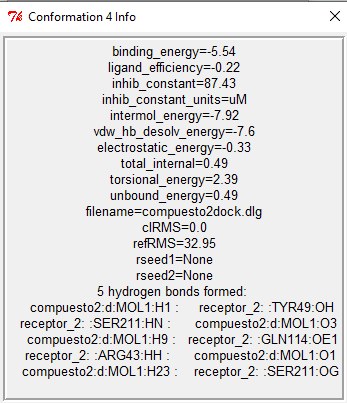 Conformation 4 Info
binding_energy=-5.54
ligand_efficiency=-0.22
inhib_constant=87.43
inhib_constant_units=uM
intermol_energy=-7.92
vdw_hb_desolv_energy=-7.6
electrostatic_energy=-0.33
total_internal=0.49
torsional_energy=2.39
unbound_energy=0.49
filename=compuesto2dock.dlg
clRMS=0.0
refRMS=32.95
rseed1=None
rseed2=None
5 hydrogen bonds formed:
compuesto2:d:MOL1:H1 : receptor_2: :TYR49:OH
receptor_2: :SER211:HN : compuesto2:d:MOL1:O3
compuesto2:d:MOL1:H9 : receptor_2: :GLN114:OE1
receptor_2: :ARG43:HH : compuesto2:d:MOL1:O1
compuesto2:d:MOL1:H23 : receptor_2: :SER211:OG